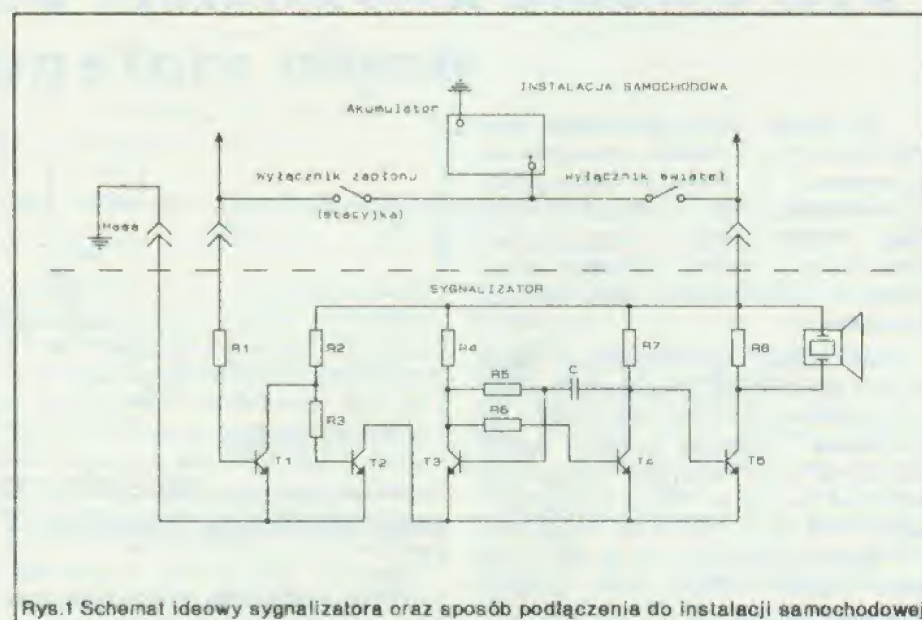 INSTALACJA SAMOCHODOWA
Akumulator
+
wyłącznik zapłonu
(stacyjka)
wyłącznik świateł
Masa
SYGNALIZATOR
R1
R2
R4
R7
R8
R5
C
R3
R6
T1
T2
T3
T4
T5
Rys.1 Schemat ideowy sygnalizatora oraz sposób podłączenia do instalacji samochodowej